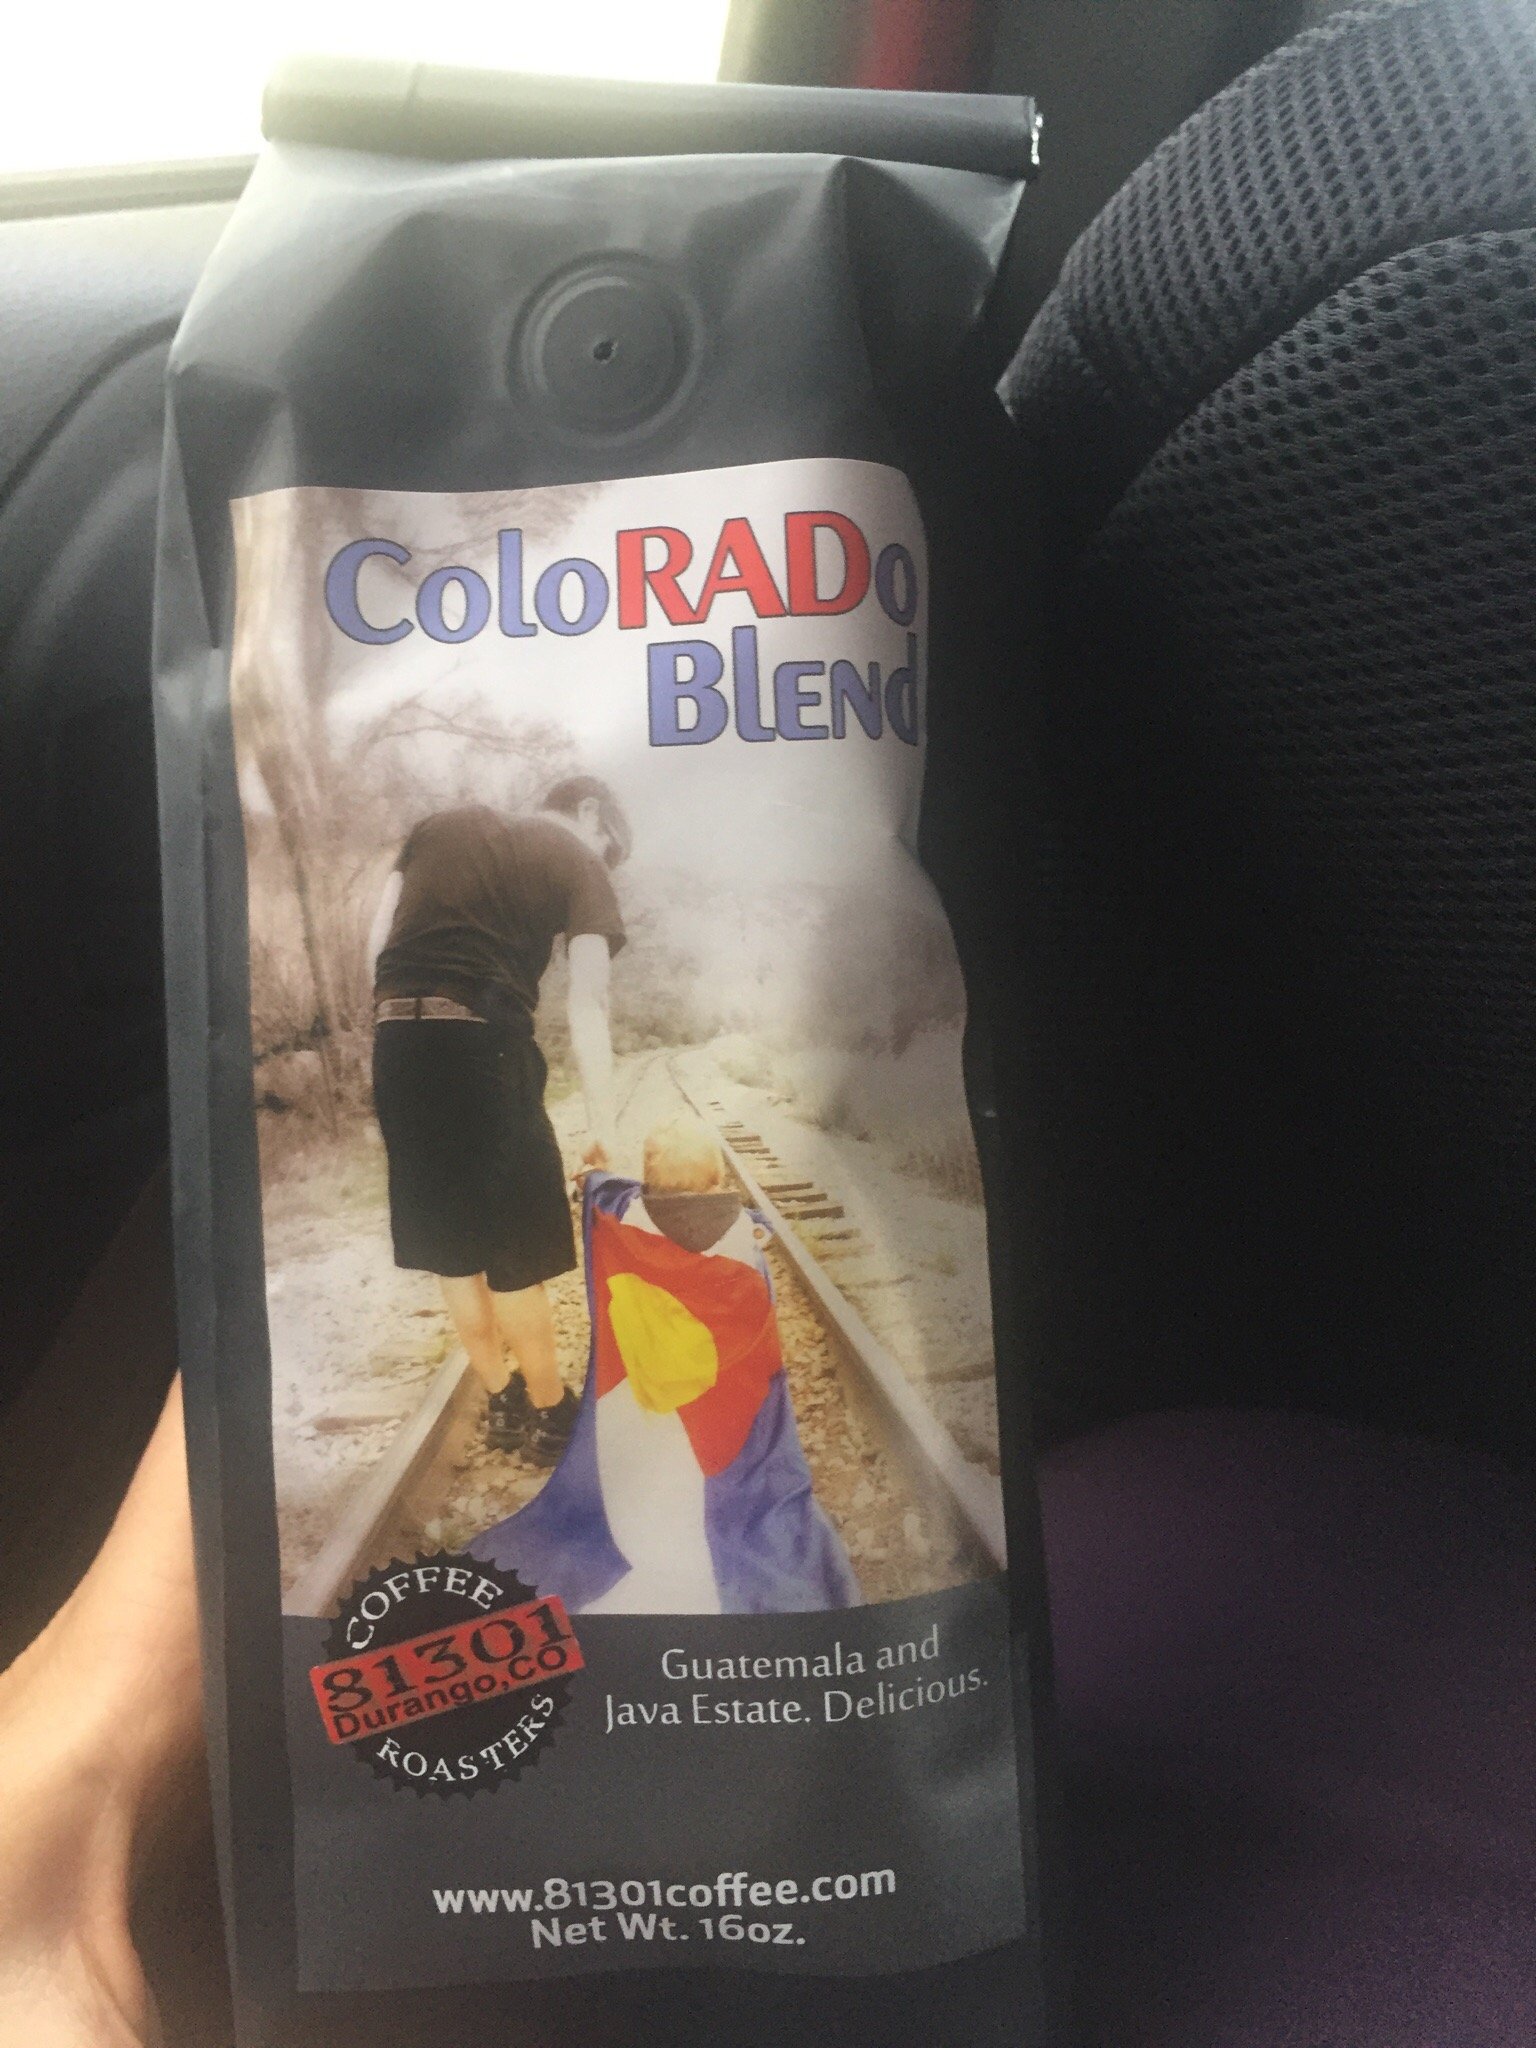 ColoRADo
Blend
COFFEE
81301
Durango,CO
ROASTERS
Guatemala and
Java Estate. Delicious.
www.81301coffee.com
Net Wt. 16oz.